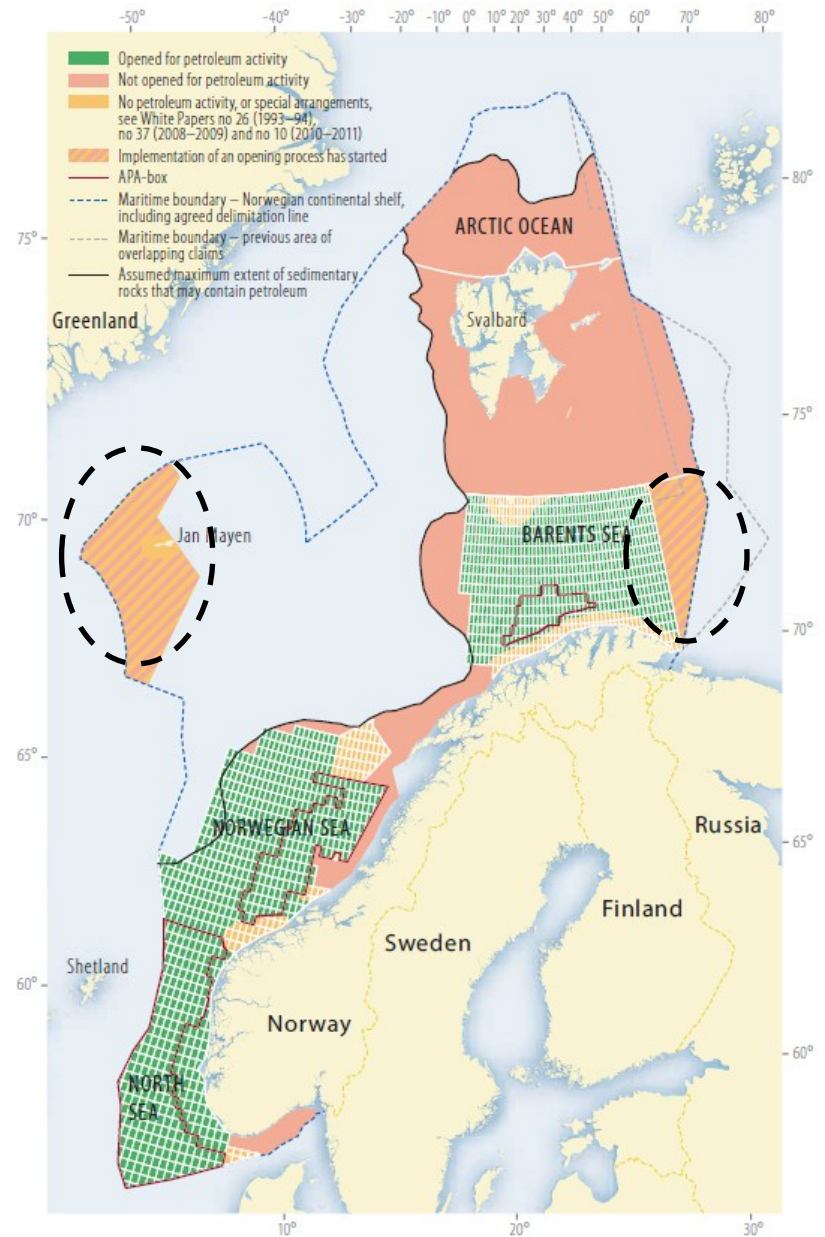 -50° -40° -30° -20° -10° 0° 10° 20° 30° 40° 50° 60° 70° 80°
Opened for petroleum activity
Not opened for petroleum activity
No petroleum activity, or special arrangements,
see White Papers no 26 (1993–94),
no 37 (2008–2009) and no 10 (2010–2011)
Implementation of an opening process has started
APA-box
Maritime boundary – Norwegian continental shelf,
including agreed delimitation line
Maritime boundary – previous area of
overlapping claims
Assumed maximum extent of sedimentary
rocks that may contain petroleum
80°
ARCTIC OCEAN
75°
Greenland
Svalbard
75°
70°
Jan Mayen
BARENTS SEA
70°
65°
NORWEGIAN SEA
Russia
65°
Finland
Sweden
Shetland
60°
Norway
60°
NORTH
SEA
10° 20° 30°